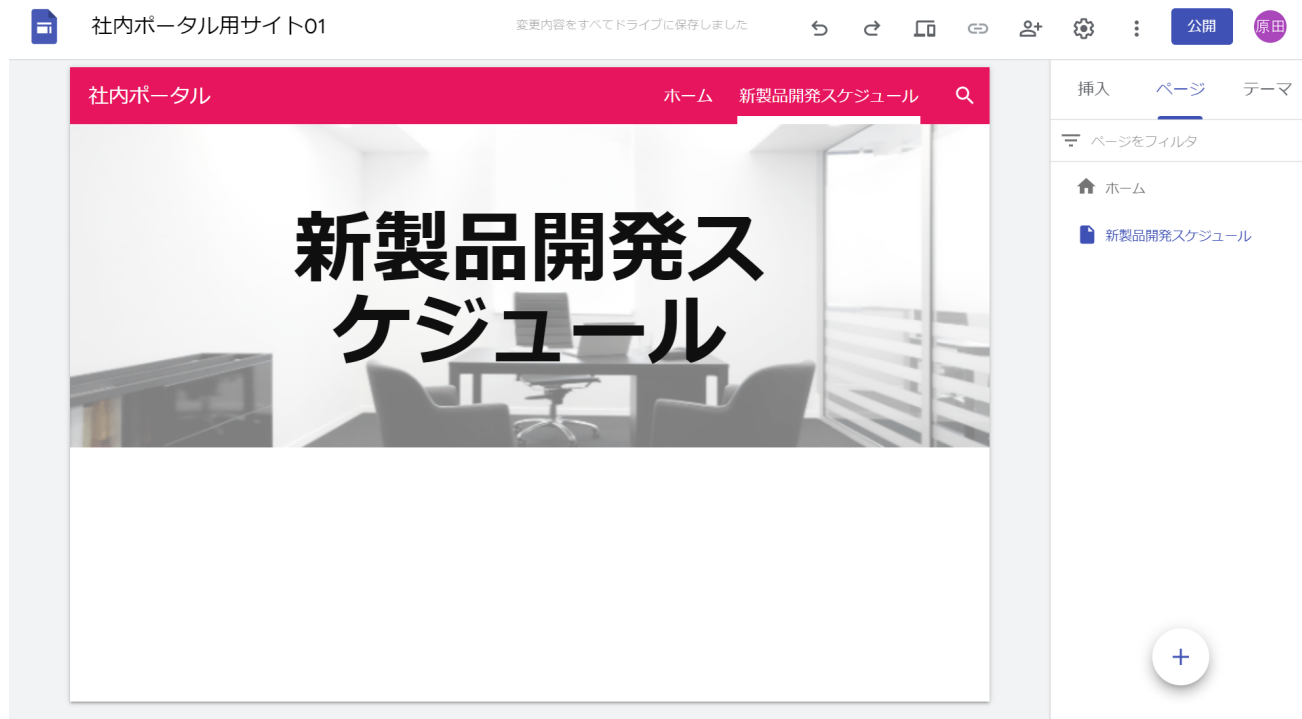 社内ポータル用サイト01
変更内容をすべてドライブに保存しました
公開
原田
社内ポータル
ホーム
新製品開発スケジュール
挿入
ページ
テーマ
ページをフィルタ
ホーム
新製品開発スケジュール
新製品開発ス
ケジュール